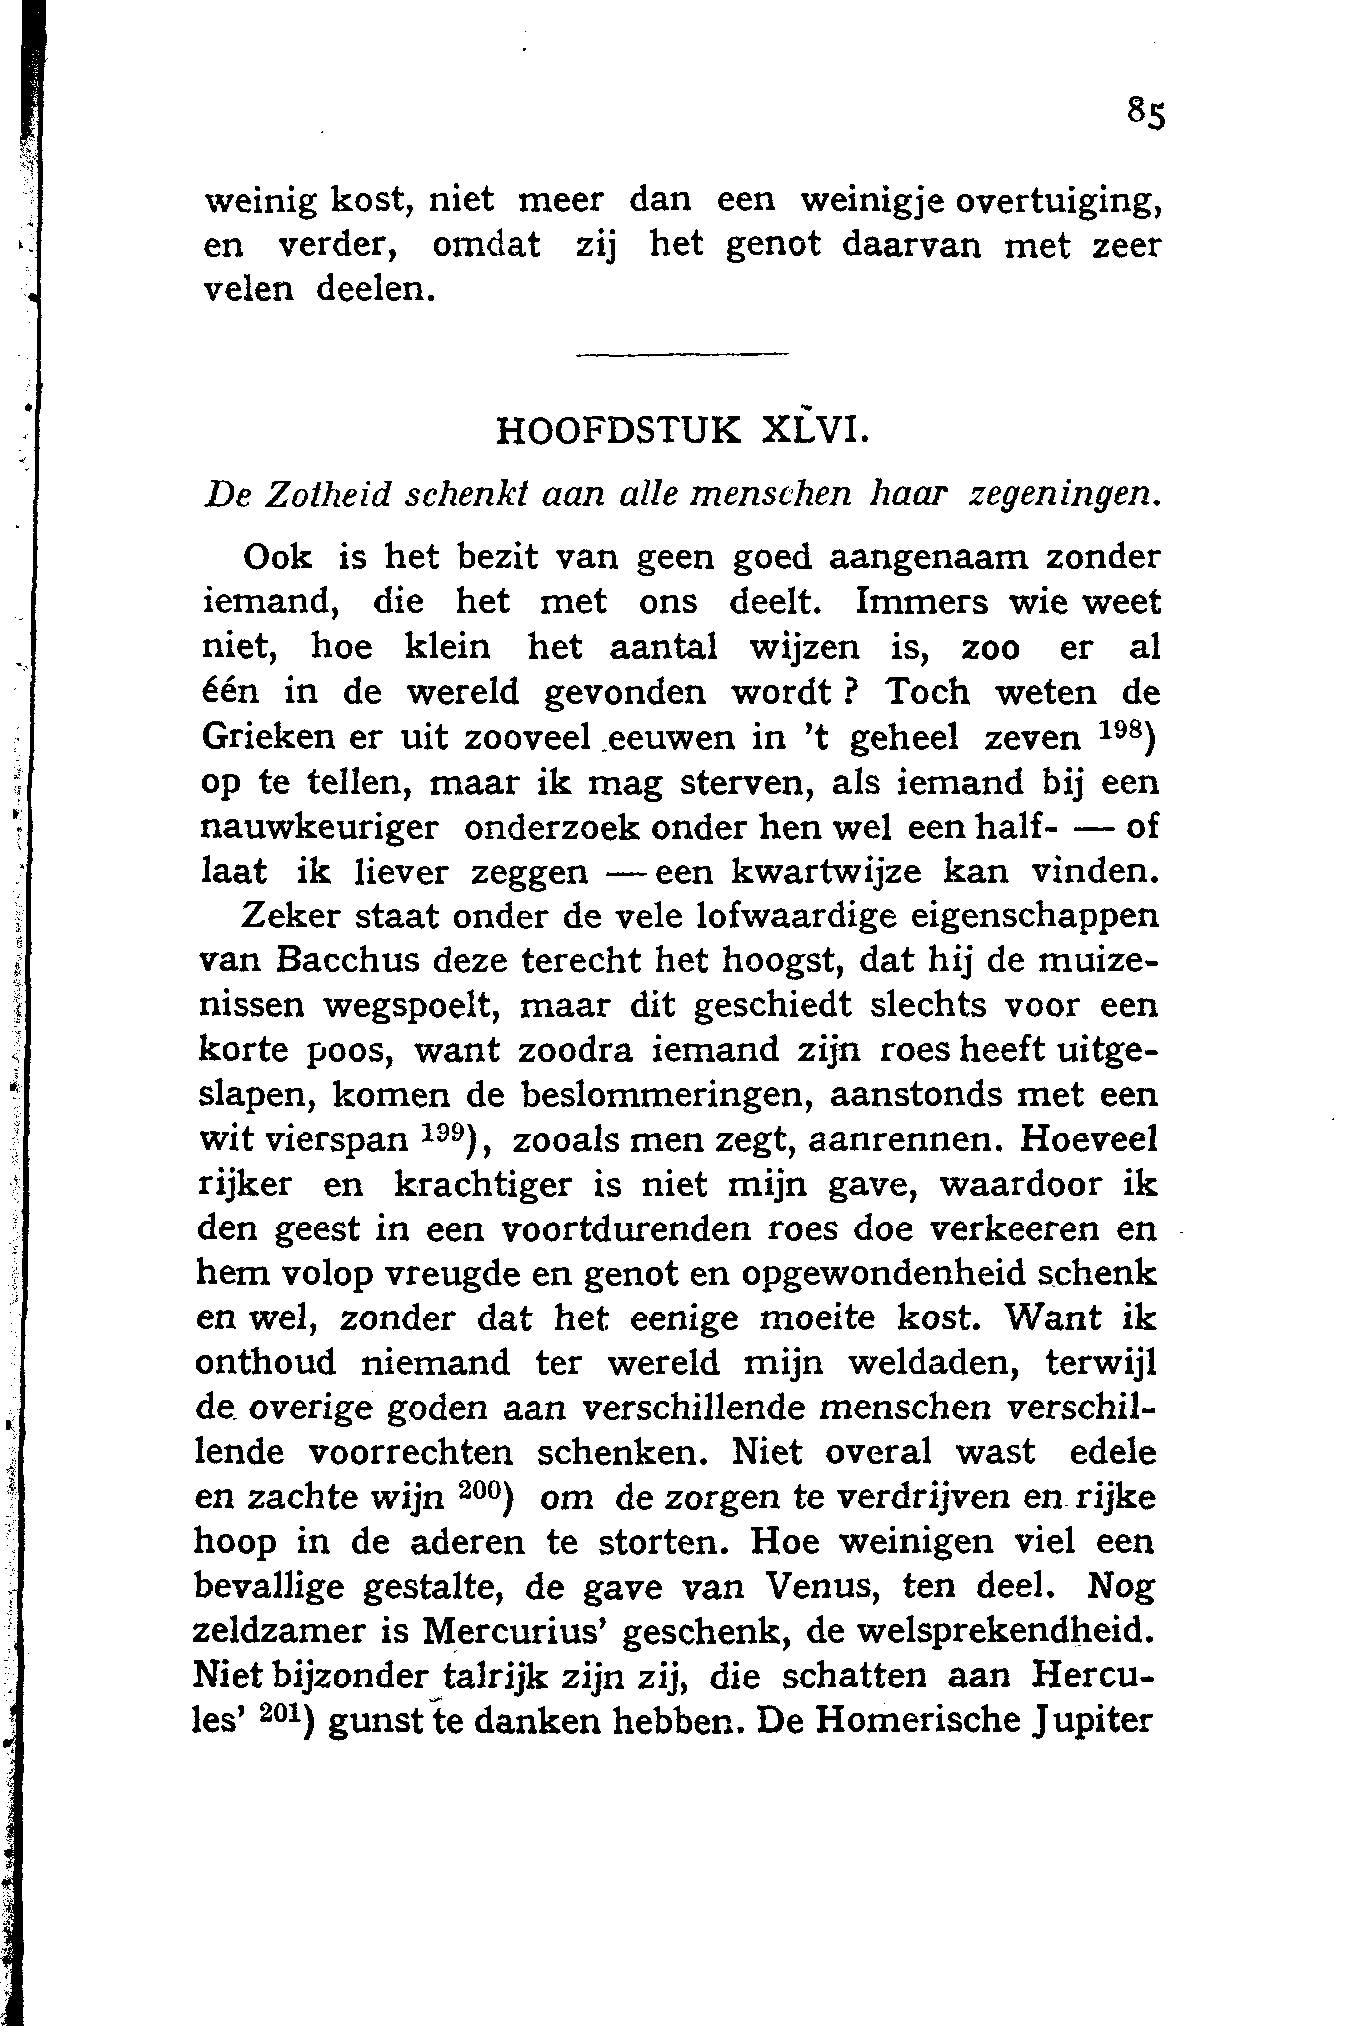 85
weinig kost, niet meer dan een weinigje overtuiging,
en verder, omdat zij het genot daarvan met zeer
velen deelen.
HOOFDSTUK XLVI.
De Zotheid schenkt aan alle menschen haar zegeningen.
Ook is het bezit van geen goed aangenaam zonder
iemand, die het met ons deelt. Immers wie weet
niet, hoe klein het aantal wijzen is, zoo er al
één in de wereld gevonden wordt? Toch weten de
Grieken er uit zooveel eeuwen in 't geheel zeven ¹⁹⁸)
op te tellen, maar ik mag sterven, als iemand bij een
nauwkeuriger onderzoek onder hen wel een half- — of
laat ik liever zeggen — een kwartwijze kan vinden.
Zeker staat onder de vele lofwaardige eigenschappen
van Bacchus deze terecht het hoogst, dat hij de muize-
nissen wegspoelt, maar dit geschiedt slechts voor een
korte poos, want zoodra iemand zijn roes heeft uitge-
slapen, komen de beslommeringen, aanstonds met een
wit vierspan ¹⁹⁹), zooals men zegt, aanrennen. Hoeveel
rijker en krachtiger is niet mijn gave, waardoor ik
den geest in een voortdurenden roes doe verkeeren en
hem volop vreugde en genot en opgewondenheid schenk
en wel, zonder dat het eenige moeite kost. Want ik
onthoud niemand ter wereld mijn weldaden, terwijl
de overige goden aan verschillende menschen verschil-
lende voorrechten schenken. Niet overal wast edele
en zachte wijn ²⁰⁰) om de zorgen te verdrijven en rijke
hoop in de aderen te storten. Hoe weinigen viel een
bevallige gestalte, de gave van Venus, ten deel. Nog
zeldzamer is Mercurius' geschenk, de welsprekendheid.
Niet bijzonder talrijk zijn zij, die schatten aan Hercu-
les' ²⁰¹) gunst te danken hebben. De Homerische Jupiter